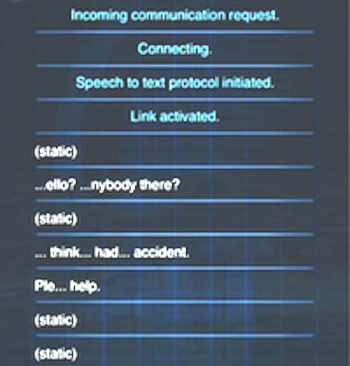 Incoming communication request.
Connecting.
Speech to text protocol initiated.
Link activated.
(static)
...ello? ...nybody there?
(static)
... think... had... accident.
Ple... help.
(static)
(static)